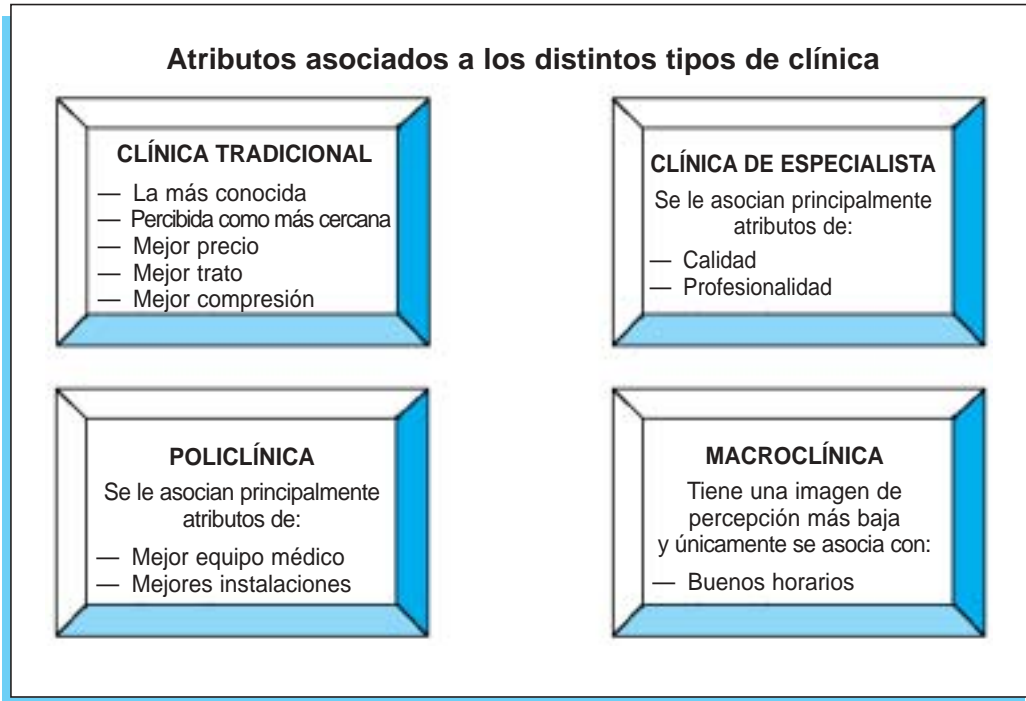 Atributos asociados a los distintos tipos de clínica
CLÍNICA TRADICIONAL
— La más conocida
— Percibida como más cercana
— Mejor precio
— Mejor trato
— Mejor compresión
CLÍNICA DE ESPECIALISTA
Se le asocian principalmente
atributos de:
— Calidad
— Profesionalidad
POLICLÍNICA
Se le asocian principalmente
atributos de:
— Mejor equipo médico
— Mejores instalaciones
MACROCLÍNICA
Tiene una imagen de
percepción más baja
y únicamente se asocia con:
— Buenos horarios